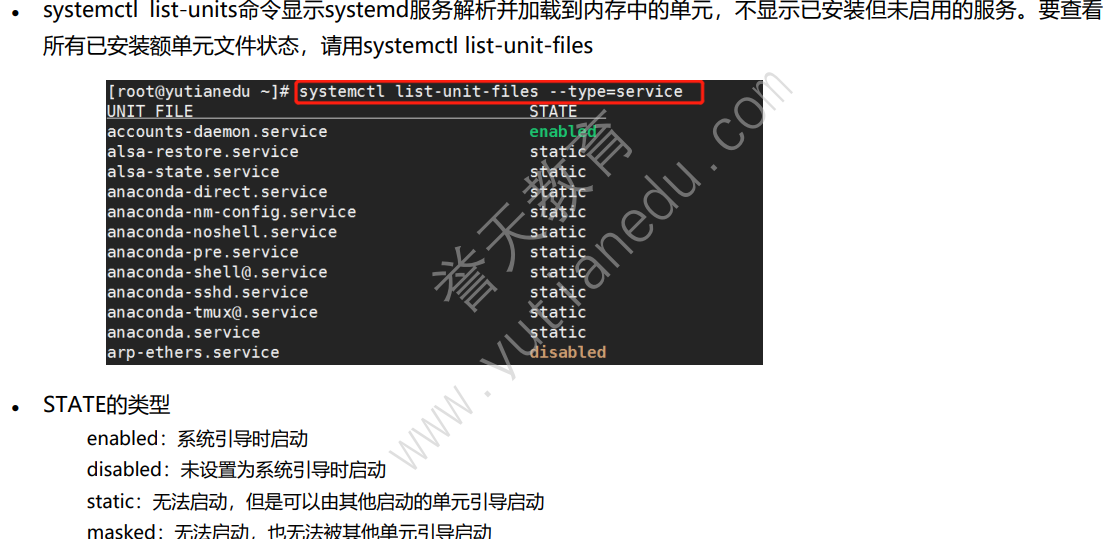 systemctl list-units命令显示systemd服务解析并加载到内存中的单元，不显示已安装但未启用的服务。要查看
所有已安装额单元文件状态，请用systemctl list-unit-files
[root@yutianedu ~]# systemctl list-unit-files --type=service
UNIT FILE STATE
accounts-daemon.service enabled
alsa-restore.service static
alsa-state.service static
anaconda-direct.service static
anaconda-nm-config.service static
anaconda-noshell.service static
anaconda-pre.service static
anaconda-shell@.service static
anaconda-sshd.service static
anaconda-tmux@.service static
anaconda.service static
arp-ethers.service disabled
誉天教育
www.yutianedu.com
STATE的类型
enabled：系统引导时启动
disabled：未设置为系统引导时启动
static：无法启动，但是可以由其他启动的单元引导启动
masked：无法启动，也无法被其他单元引导启动